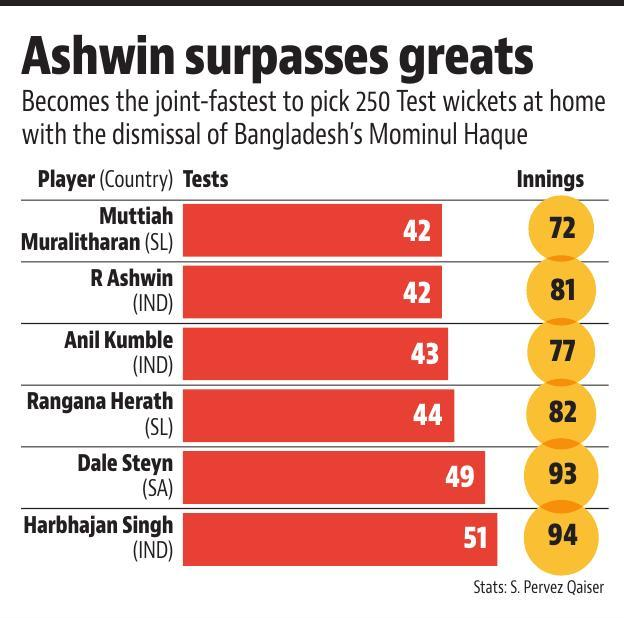 Ashwin surpasses greats
Becomes the joint-fastest to pick 250 Test wickets at home
with the dismissal of Bangladesh's Mominul Haque
Player (Country) Tests Innings
Muttiah
Muralitharan (SL) 42 72
R Ashwin
(IND) 42 81
Anil Kumble
(IND) 43 77
Rangana Herath
(SL) 44 82
Dale Steyn
(SA) 49 93
Harbhajan Singh
(IND) 51 94
Stats: S. Pervez Qaiser